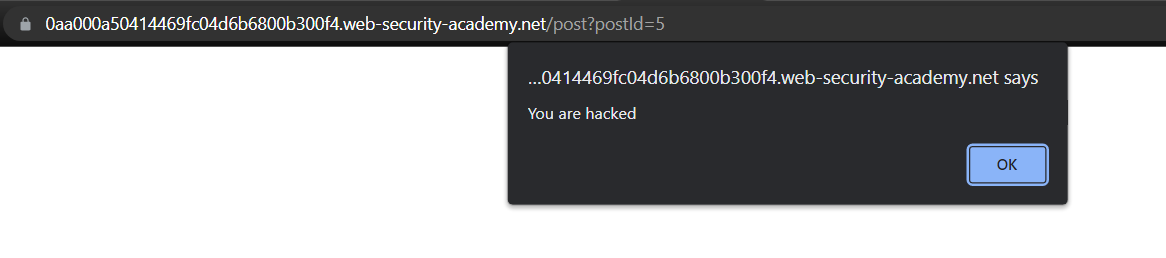 0aa000a50414469fc04d6b6800b300f4.web-security-academy.net/post?postId=5
...0414469fc04d6b6800b300f4.web-security-academy.net says
You are hacked
OK